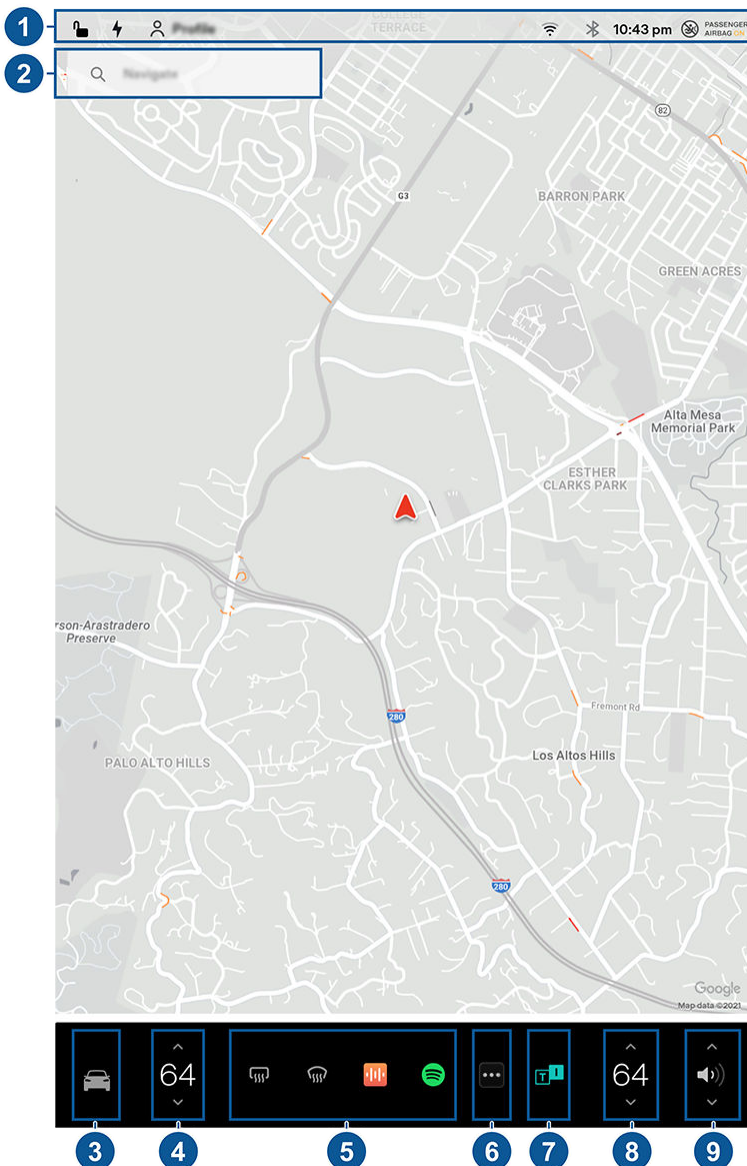 COLLEGE
TERRACE
1
Profile
10:43 pm
PASSENGER
AIRBAG ON
2
Navigate
82
G3
BARRON PARK
GREEN ACRES
Alta Mesa
Memorial Park
ESTHER
CLARKS PARK
rson-Arastradero
Preserve
280
Fremont Rd
PALO ALTO HILLS
Los Altos Hills
280
Google
Map data ©2021
64
T
I
64
3
4
5
6
7
8
9